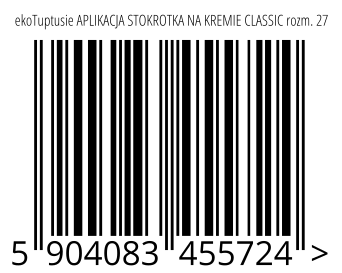 ekoTuptusie APLIKACJA STOKROTKA NA KREMIE CLASSIC rozm. 27
5 904083 455724 >